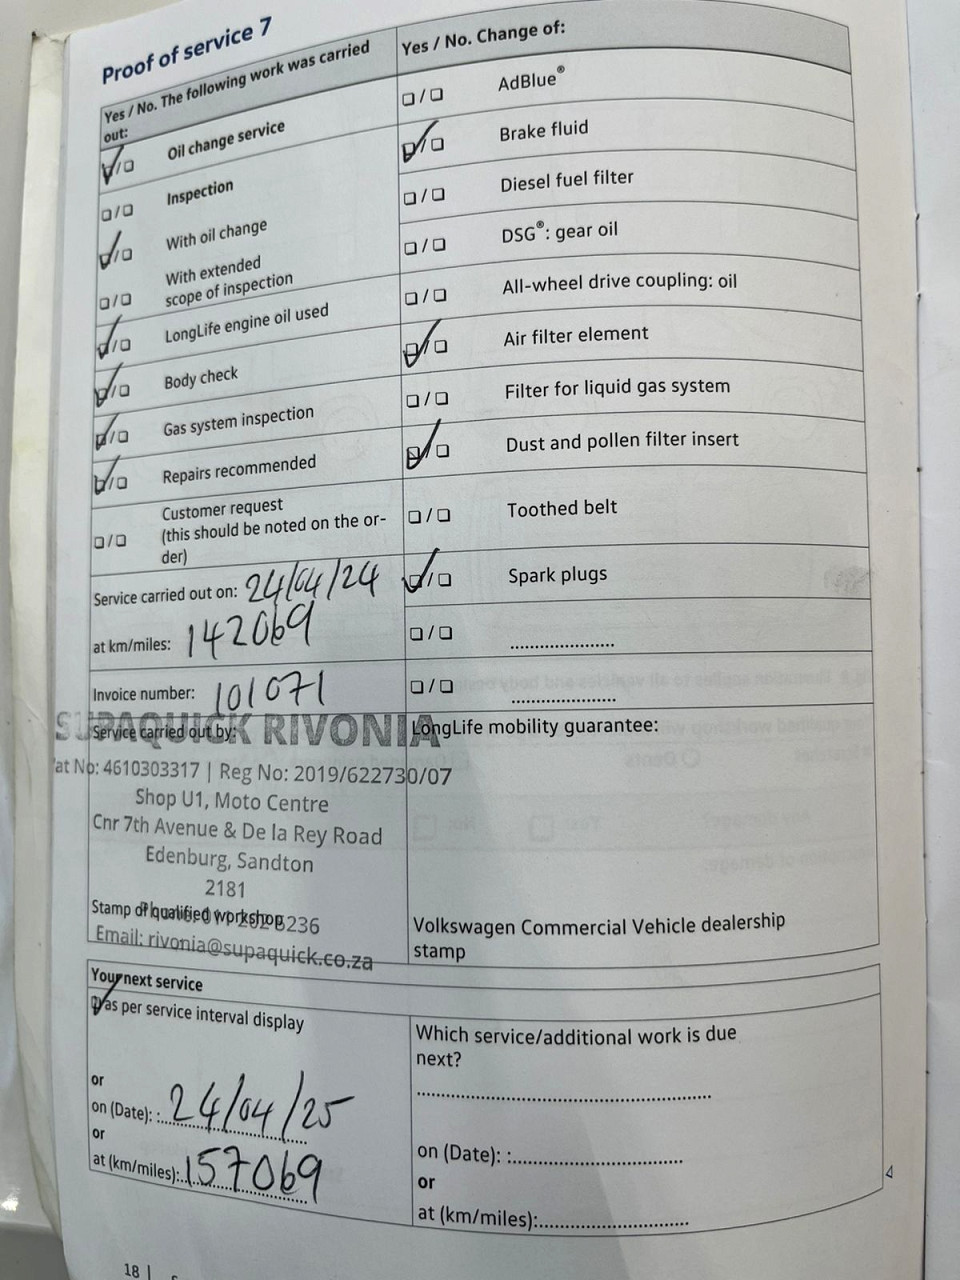 Proof of service 7
Yes / No. The following work was carried
out:
Oil change service
Inspection
With oil change
With extended
scope of inspection
LongLife engine oil used
Body check
Gas system inspection
Repairs recommended
Customer request
(this should be noted on the or-
der)
Service carried out on: 24/04/24
at km/miles: 142069
Invoice number: 101071
Service carried out by:
SUPAQUICK RIVONIA
at No: 4610303317 | Reg No: 2019/622730/07
Shop U1, Moto Centre
Cnr 7th Avenue & De la Rey Road
Edenburg, Sandton
2181
Stamp of qualified workshop
Email: rivonia@supaquick.co.za
Yes / No. Change of:
AdBlue®
Brake fluid
Diesel fuel filter
DSG®: gear oil
All-wheel drive coupling: oil
Air filter element
Filter for liquid gas system
Dust and pollen filter insert
Toothed belt
Spark plugs
LongLife mobility guarantee:
Volkswagen Commercial Vehicle dealership
stamp
Your next service
as per service interval display
or
on (Date): :24/04/25
or
at (km/miles):157069
Which service/additional work is due
next?
on (Date): :
or
at (km/miles):
18 |